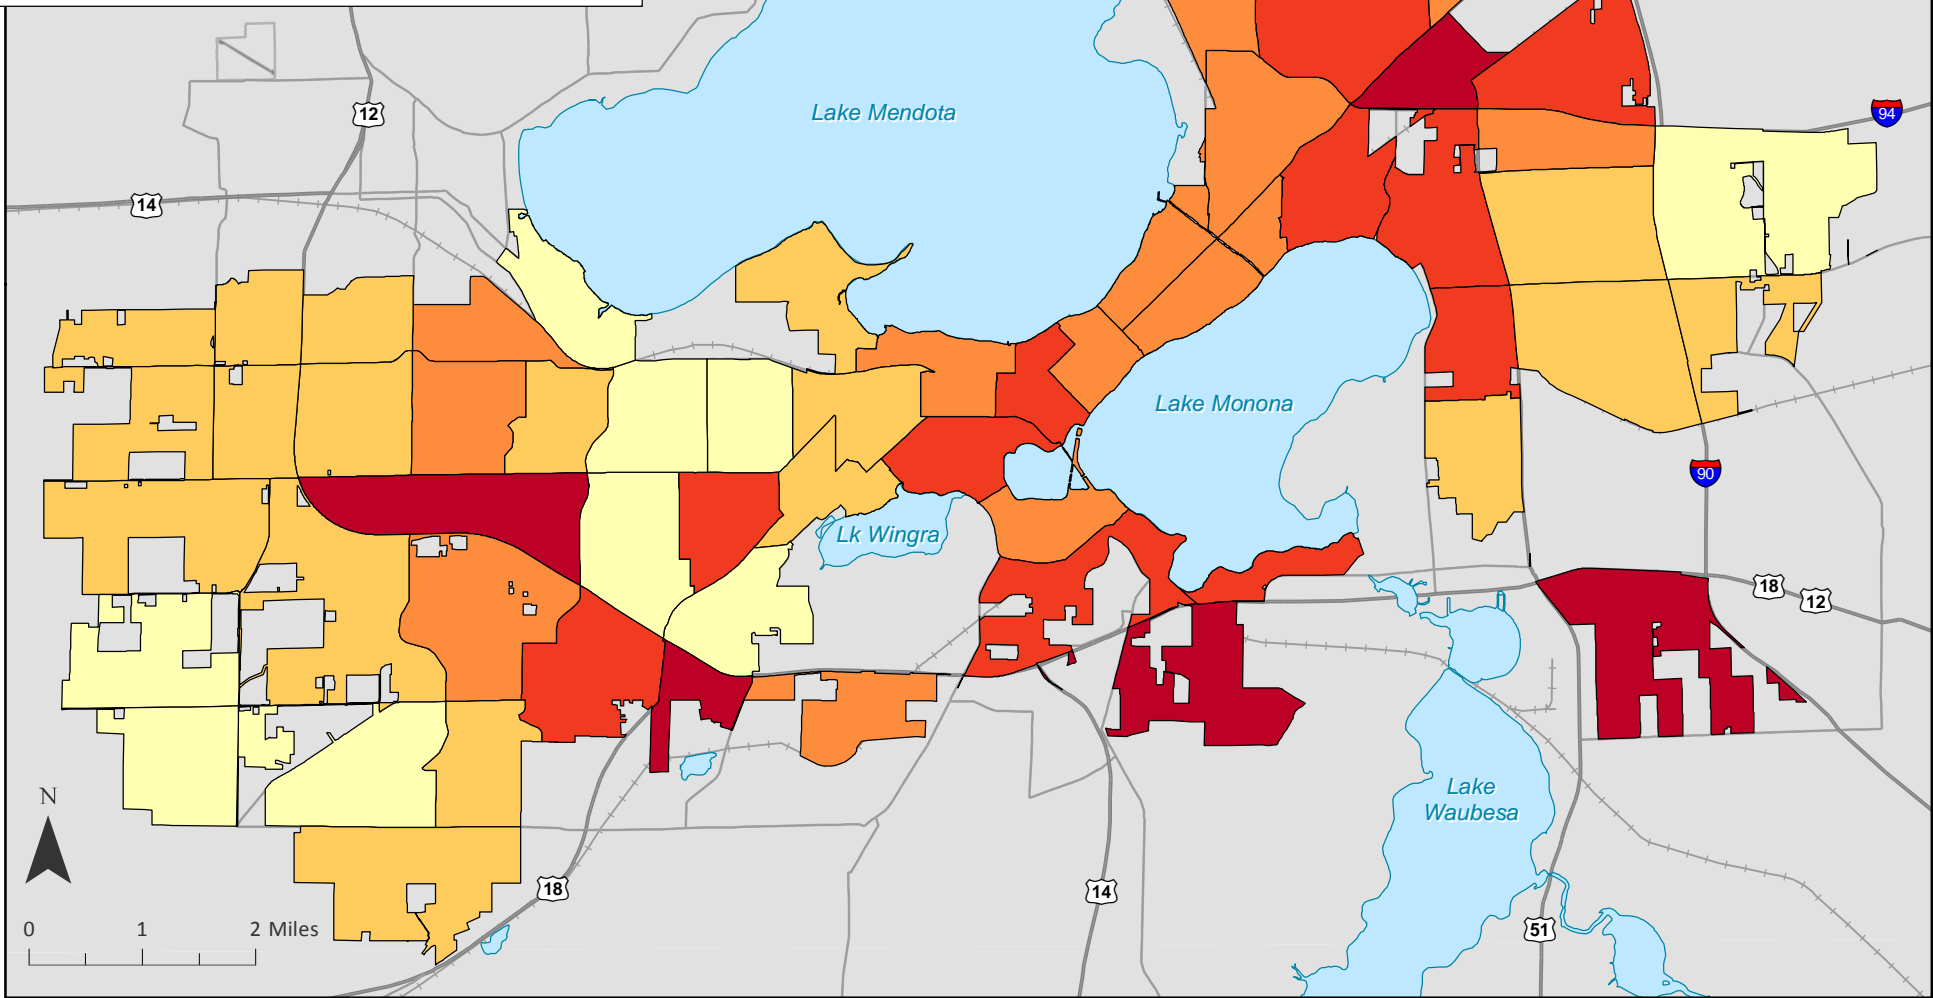 Lake Mendota
12
94
14
Lake Monona
90
Lk Wingra
18
12
Lake
Waubesa
N
18
14
0 1 2 Miles
51